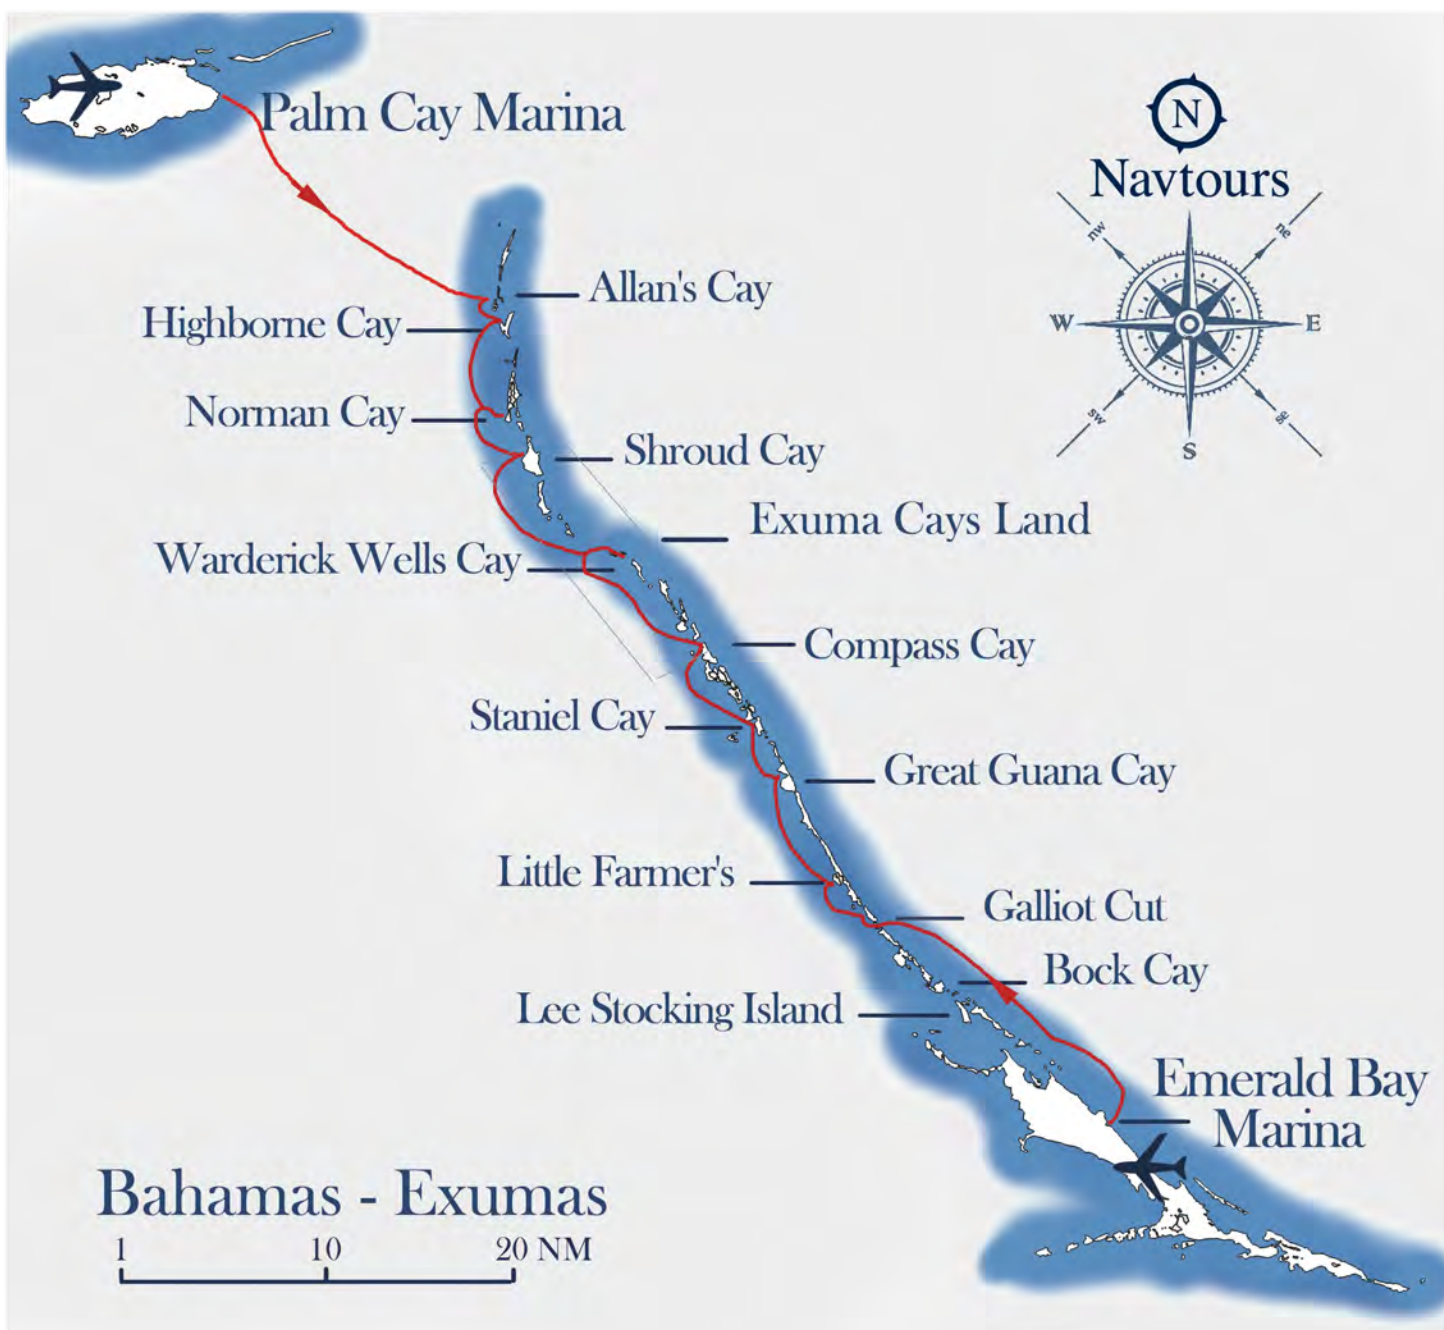 Palm Cay Marina
N
Navtours
nw
ne
W
E
sw
se
S
Allan's Cay
Highborne Cay
Norman Cay
Shroud Cay
Exuma Cays Land
Warderick Wells Cay
Compass Cay
Staniel Cay
Great Guana Cay
Little Farmer's
Galliot Cut
Bock Cay
Lee Stocking Island
Emerald Bay
Marina
Bahamas - Exumas
1 10 20 NM